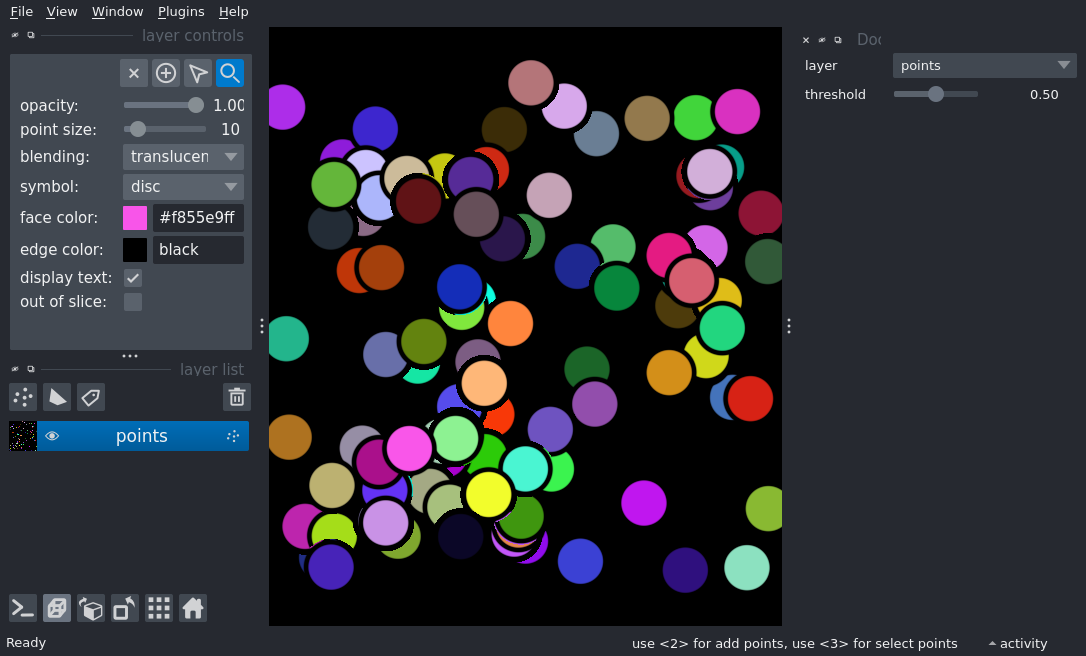 File View Window Plugins Help
layer controls
opacity: 1.00
point size: 10
blending: translucen
symbol: disc
face color: #f855e9ff
edge color: black
display text:
out of slice:
layer list
points
Doc
layer points
threshold 0.50
Ready
use <2> for add points, use <3> for select points
activity